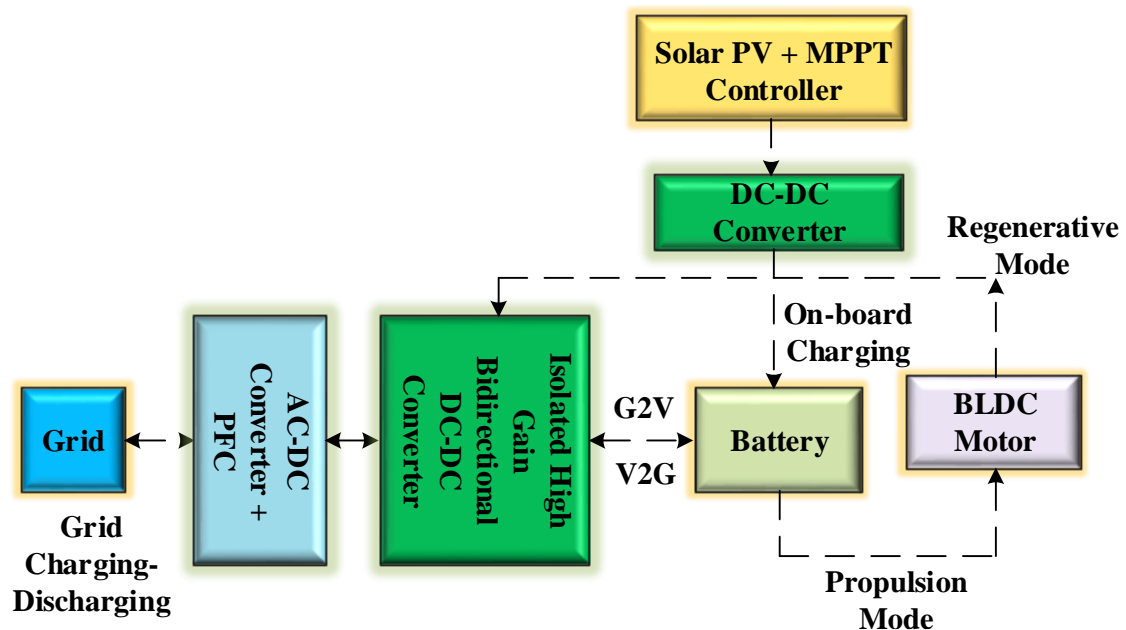 Solar PV + MPPT
Controller
DC-DC
Converter
Regenerative
Mode
On-board
Charging
Isolated High
Gain
Bidirectional
DC-DC
Converter
AC-DC
Converter +
PFC
Grid
G2V
V2G
Battery
BLDC
Motor
Grid
Charging-
Discharging
Propulsion
Mode